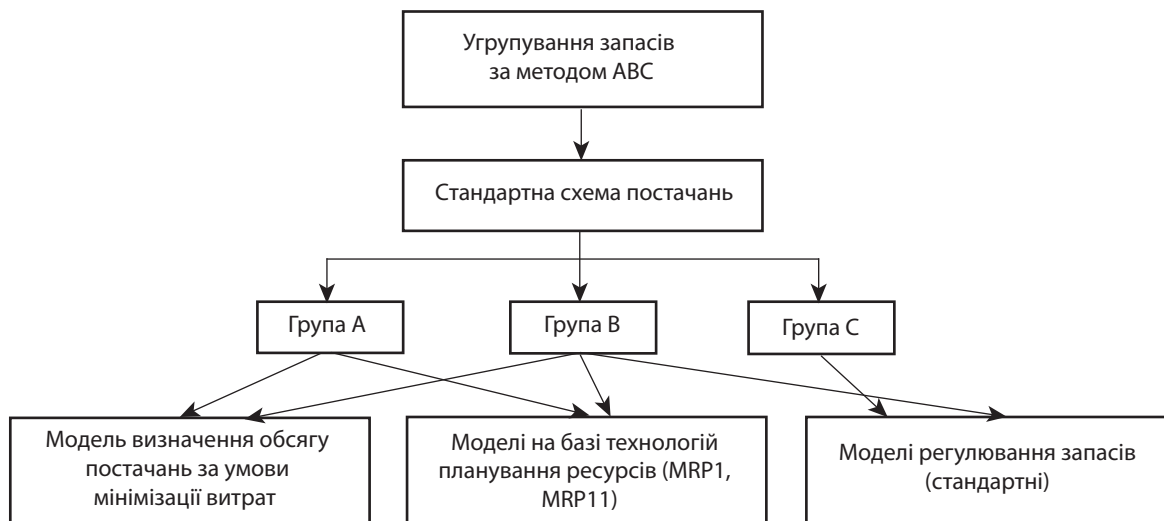 Угрупування запасів
за методом АВС
Стандартна схема постачань
Група А
Група В
Група С
Модель визначення обсягу
постачань за умови
мінімізації витрат
Моделі на базі технологій
планування ресурсів (MRP1,
MRP11)
Моделі регулювання запасів
(стандартні)